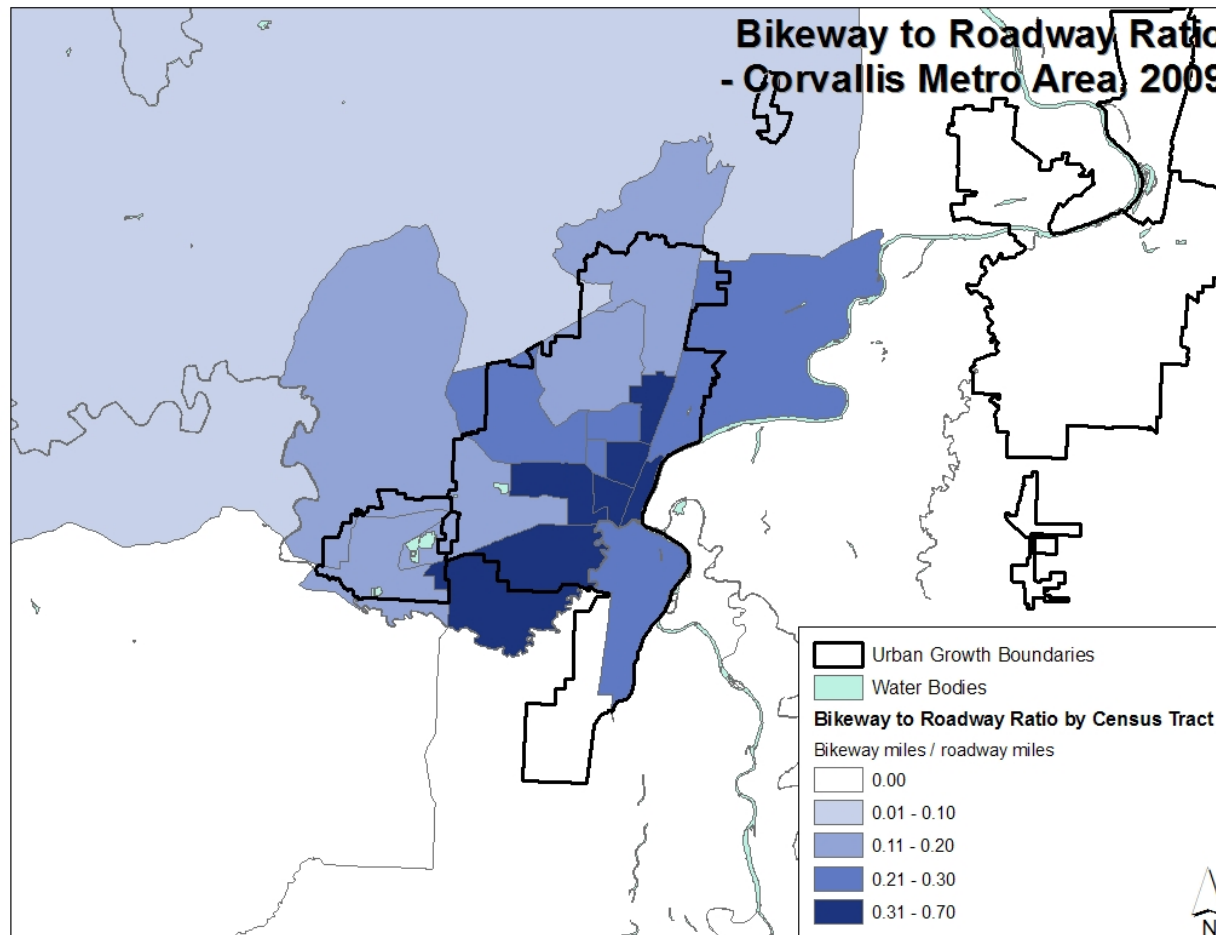 Bikeway to Roadway Ratio
- Corvallis Metro Area, 2009
Urban Growth Boundaries
Water Bodies
Bikeway to Roadway Ratio by Census Tract
Bikeway miles / roadway miles
0.00
0.01 - 0.10
0.11 - 0.20
0.21 - 0.30
0.31 - 0.70
N